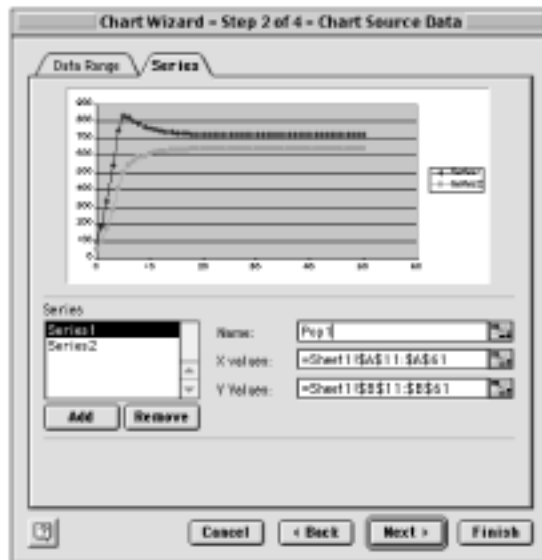 Chart Wizard - Step 2 of 4 - Chart Source Data
Data Range
Series
900
800
700
600
500
400
300
200
100
0
0
10
20
30
40
50
60
Series1
Series2
Series
Series1
Series2
Name:
Pop1
X values:
=Sheet1!$A$11:$A$61
Y Values:
=Sheet1!$B$11:$B$61
Add
Remove
Cancel
< Back
Next >
Finish